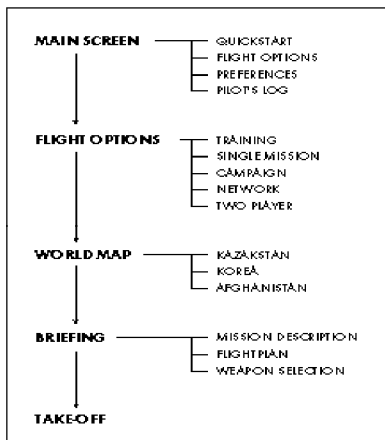 MAIN SCREEN
QUICKSTART
FLIGHT OPTIONS
PREFERENCES
PILOT'S LOG
FLIGHT OPTIONS
TRAINING
SINGLE MISSION
CAMPAIGN
NETWORK
TWO PLAYER
WORLD MAP
KAZAKSTAN
KOREA
AFGHANISTAN
BRIEFING
MISSION DESCRIPTION
FLIGHTPLAN
WEAPON SELECTION
TAKE-OFF